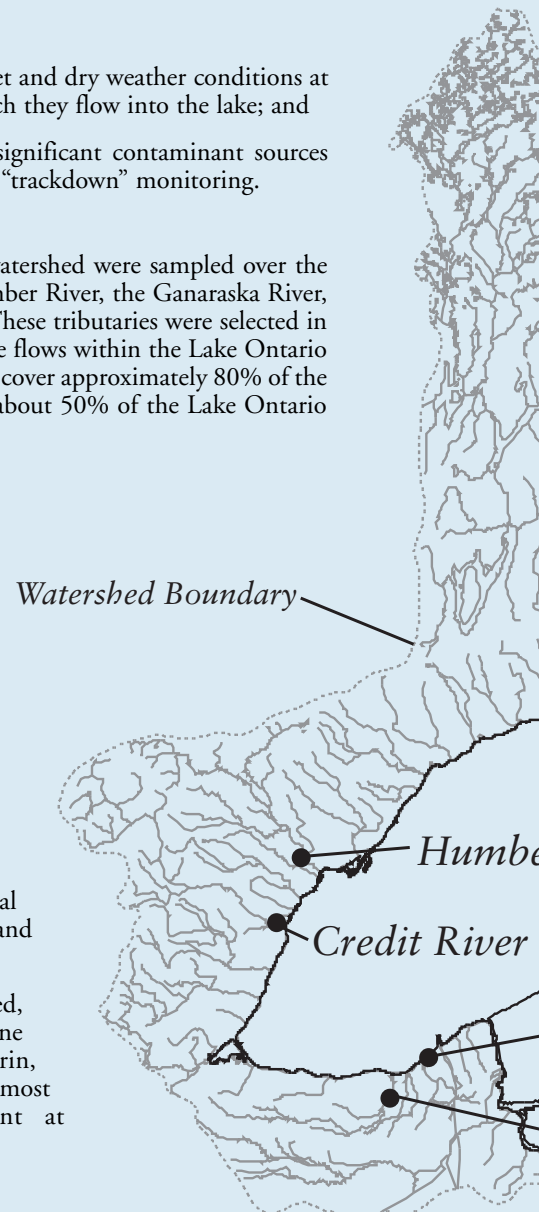 et and dry weather conditions at
ch they flow into the lake; and
significant contaminant sources
“trackdown” monitoring.
watershed were sampled over the
mber River, the Ganaraska River,
These tributaries were selected in
e flows within the Lake Ontario
cover approximately 80% of the
about 50% of the Lake Ontario
Watershed Boundary
Humbe
Credit River
al
and
ed,
ne
rin,
most
nt at